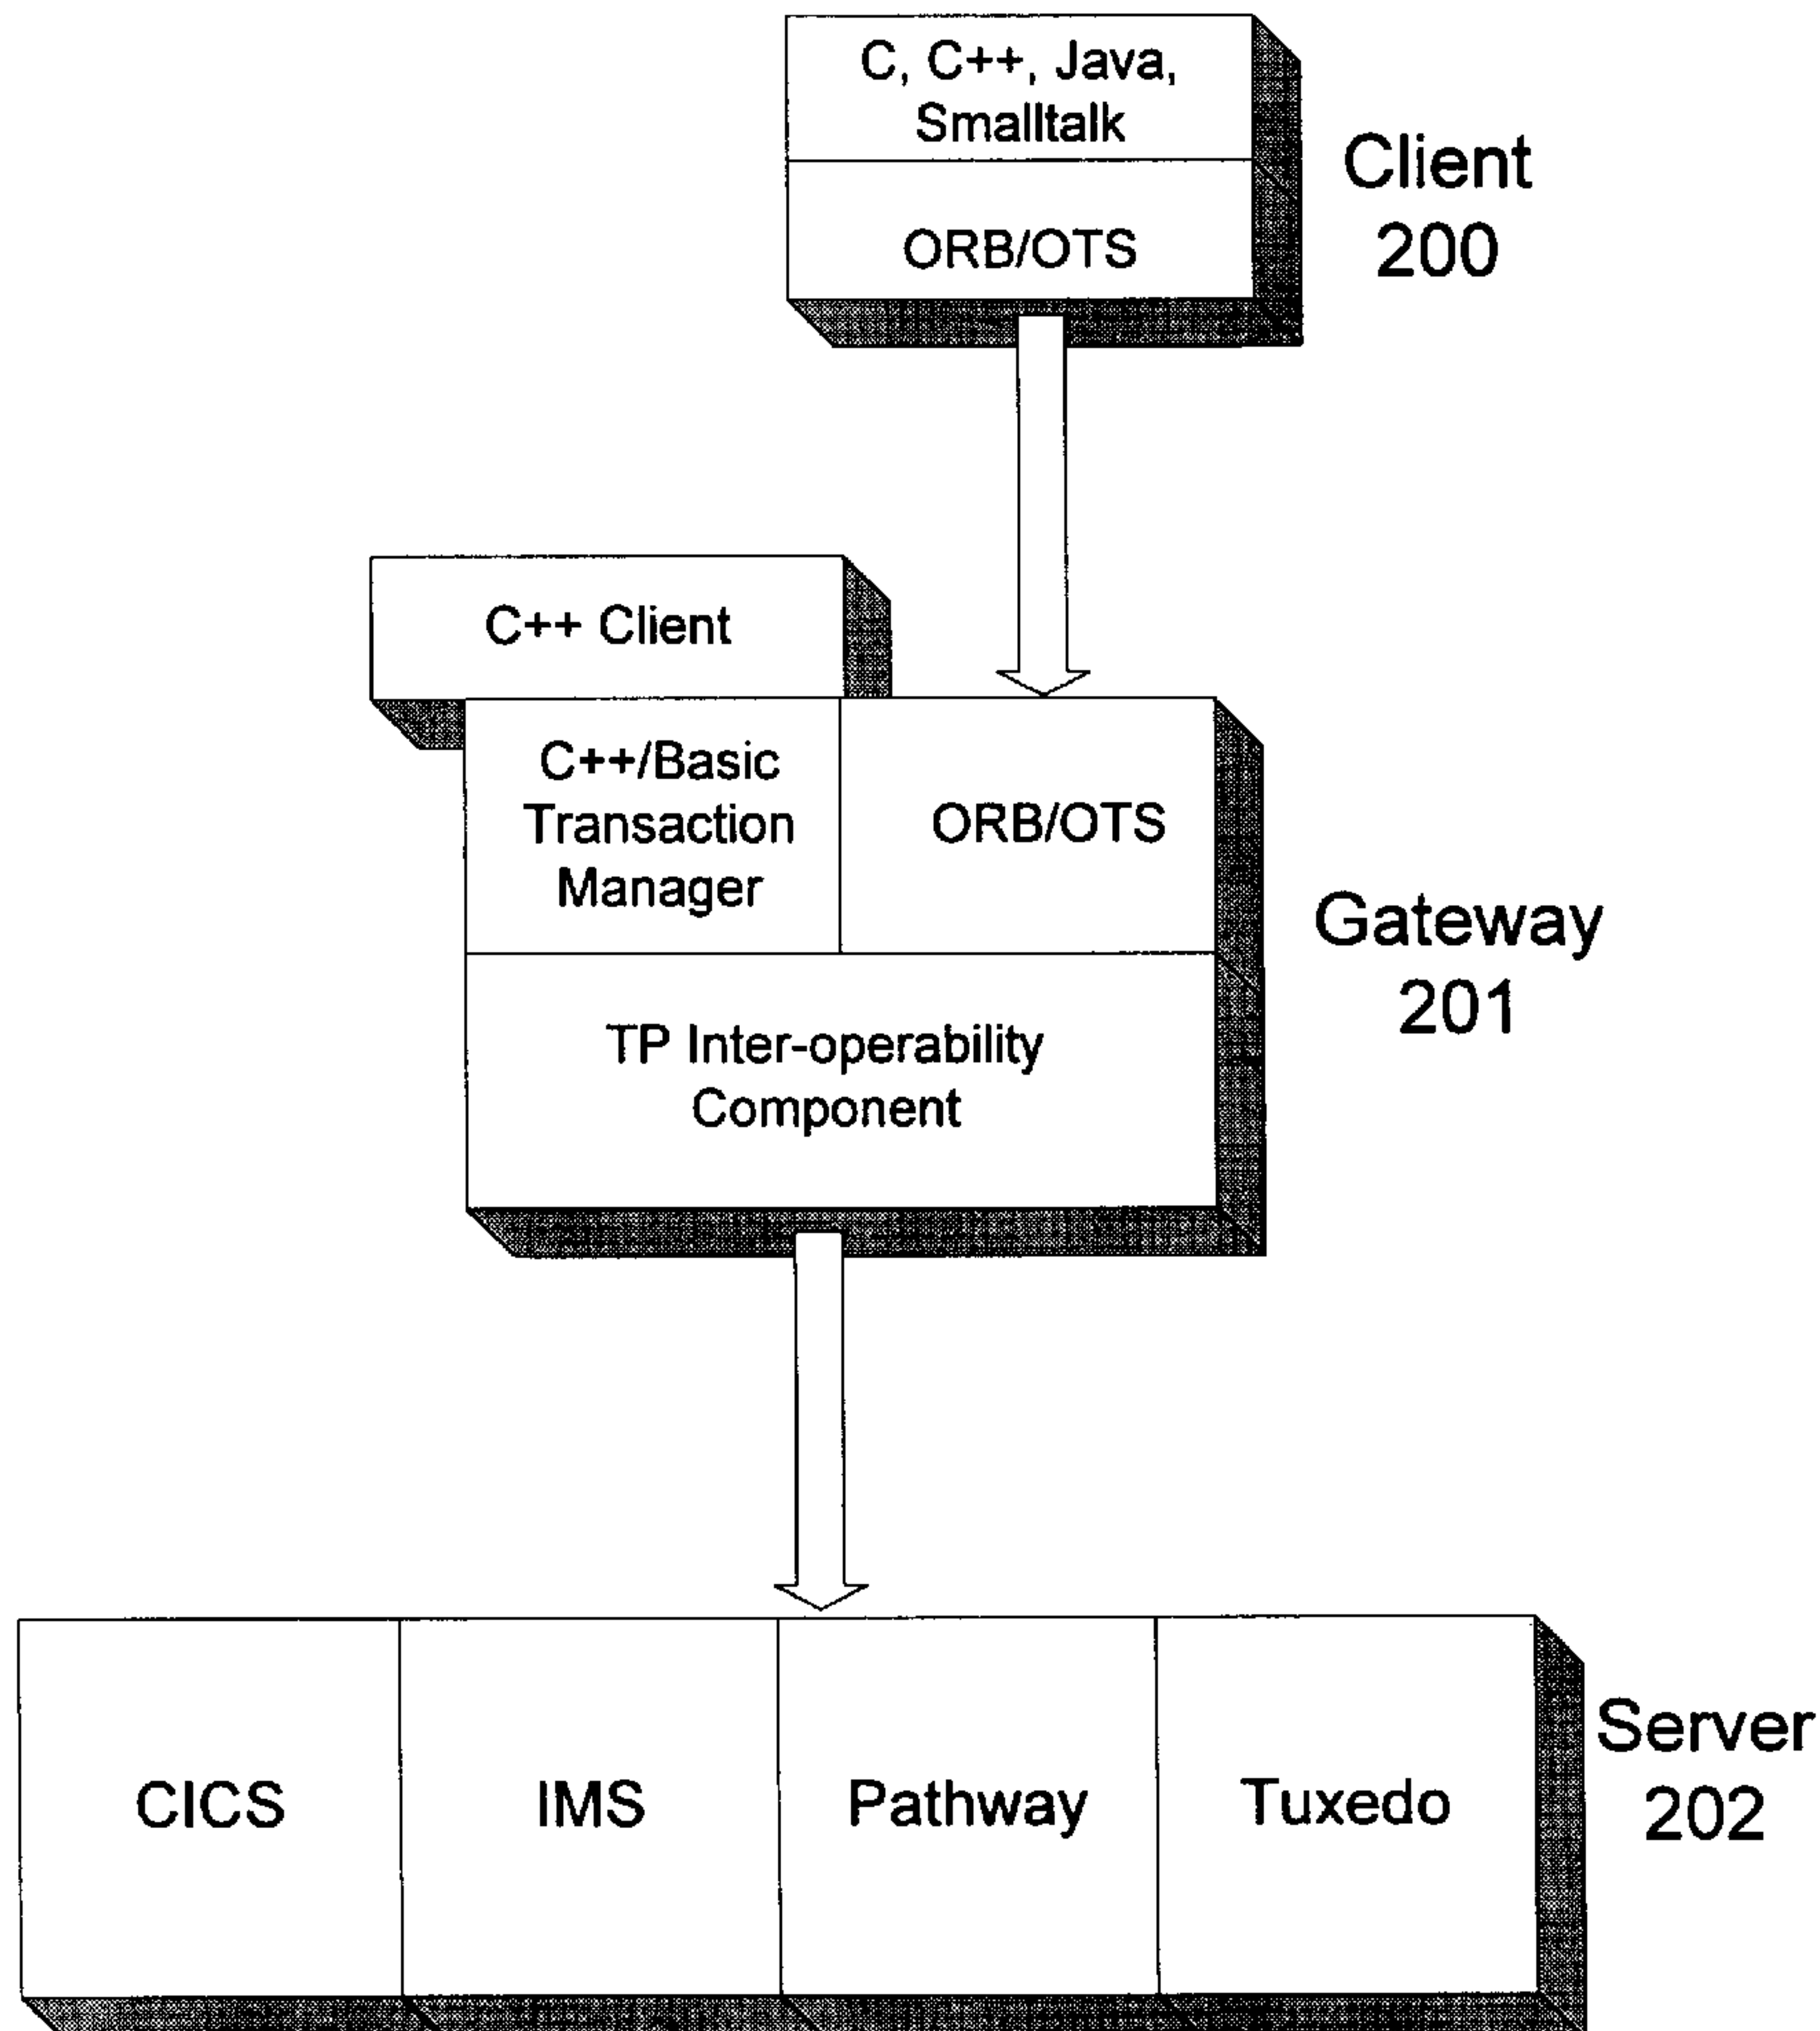 C, C++, Java,
Smalltalk
ORB/OTS
Client
200
C++ Client
C++/Basic
Transaction
Manager
ORB/OTS
TP Inter-operability
Component
Gateway
201
CICS
IMS
Pathway
Tuxedo
Server
202